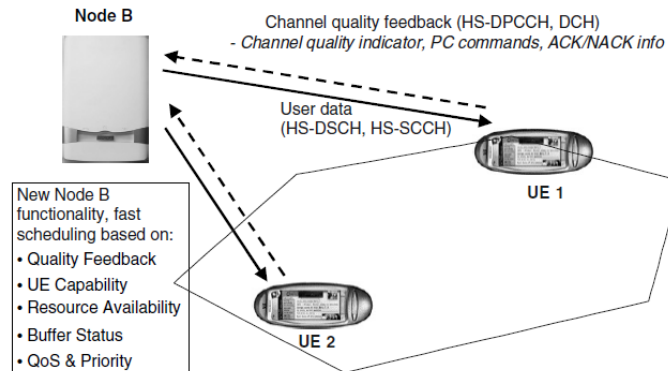 Node B
Channel quality feedback (HS-DPCCH, DCH)
- Channel quality indicator, PC commands, ACK/NACK info
User data
(HS-DSCH, HS-SCCH)
UE 1
New Node B
functionality, fast
scheduling based on:
• Quality Feedback
• UE Capability
• Resource Availability
• Buffer Status
• QoS & Priority
UE 2